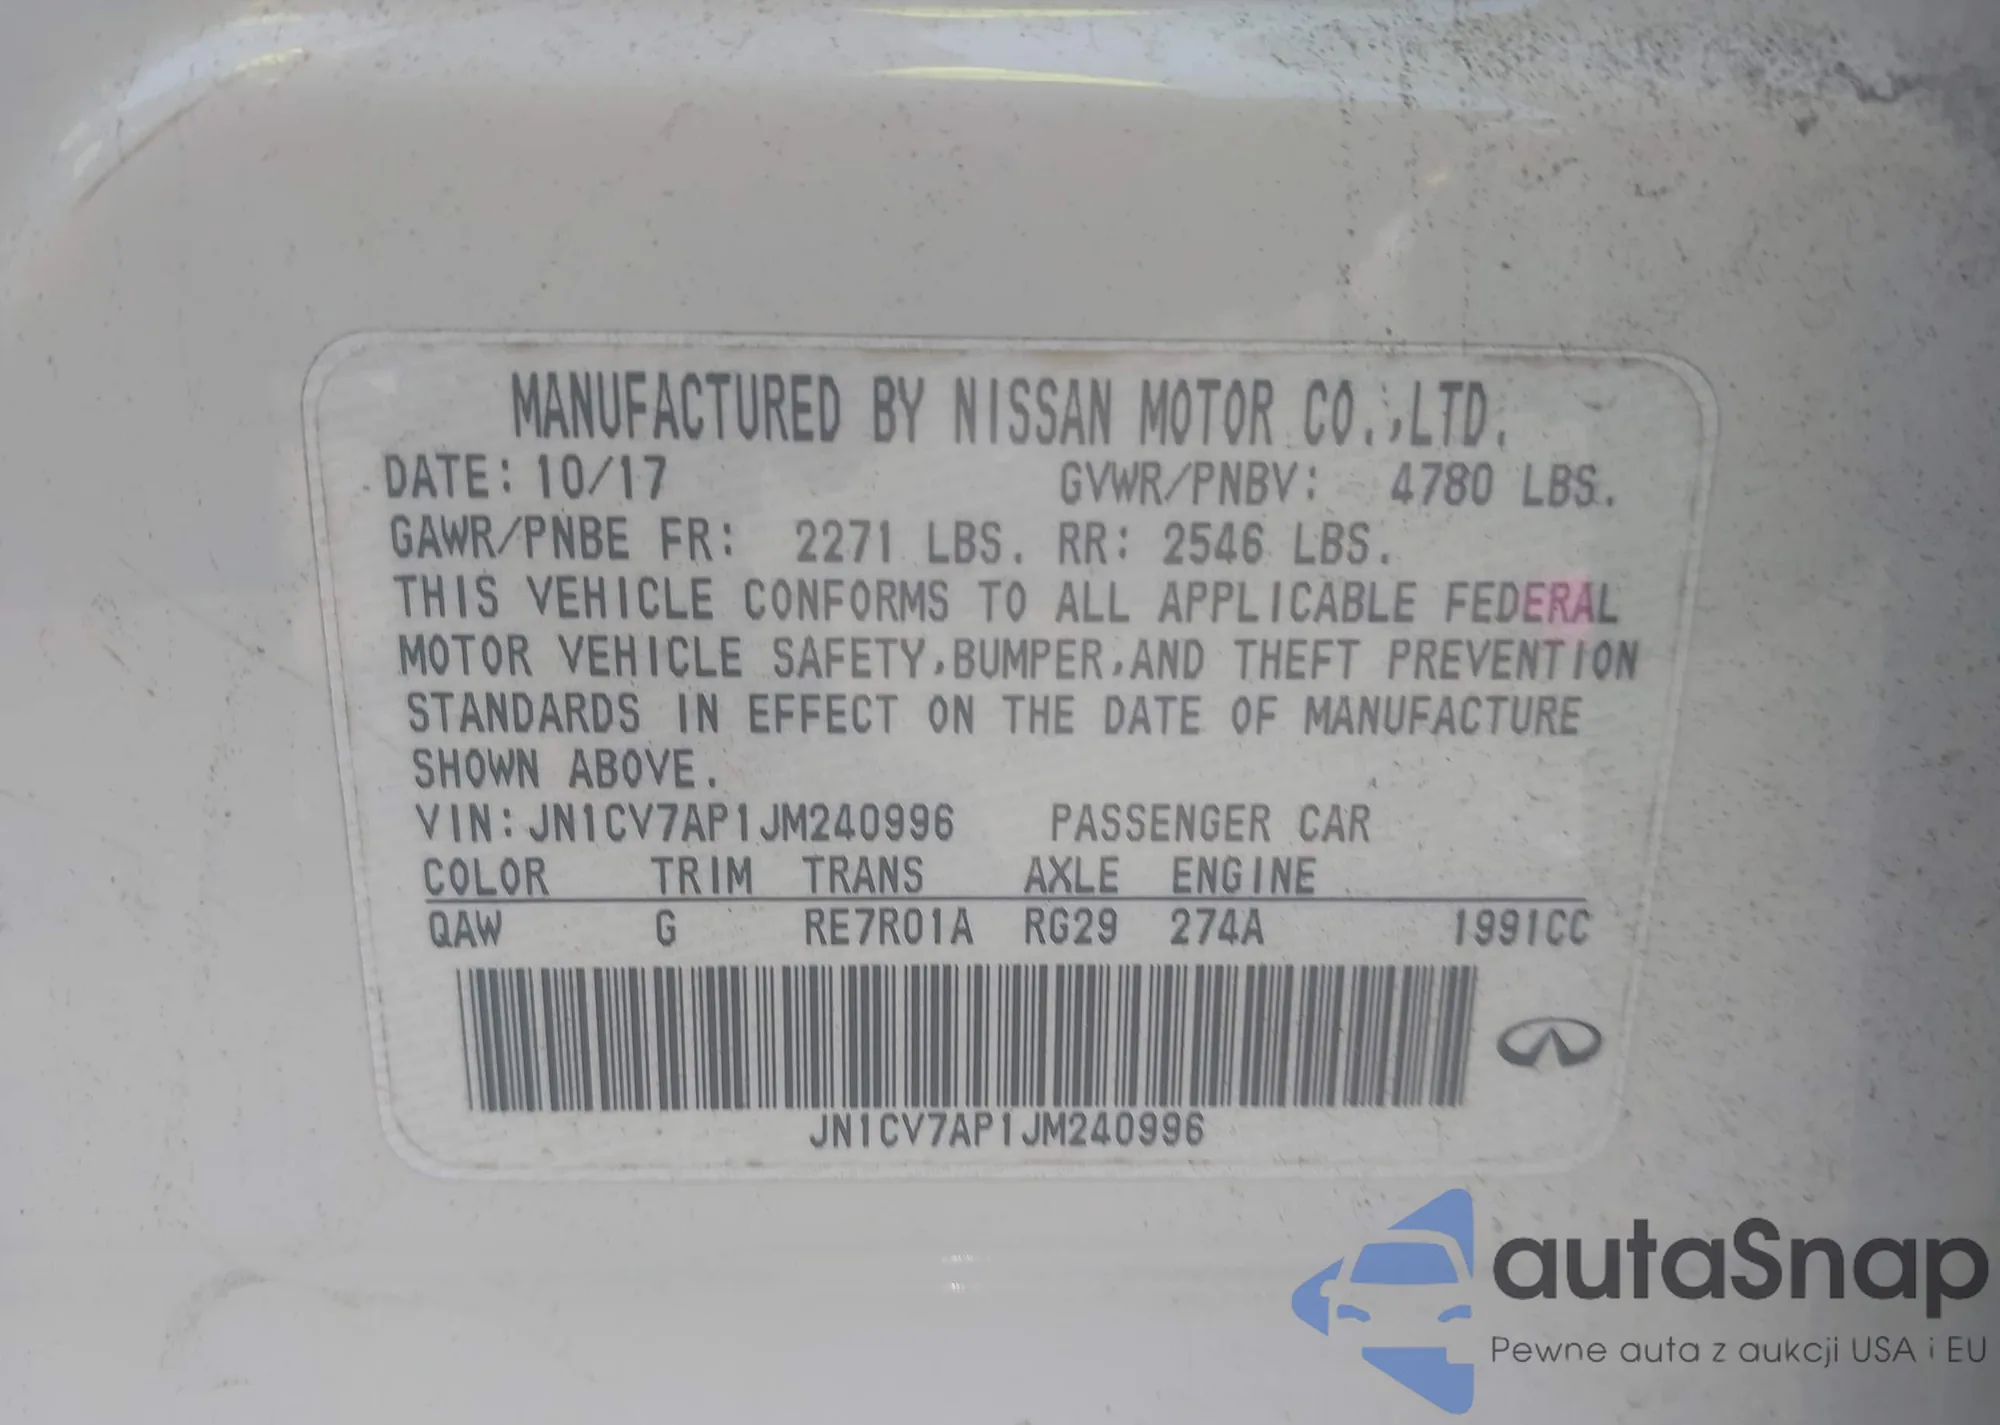 MANUFACTURED BY NISSAN MOTOR CO.,LTD.
DATE: 10/17 GVWR/PNBV: 4780 LBS.
GAWR/PNBE FR: 2271 LBS. RR: 2546 LBS.
THIS VEHICLE CONFORMS TO ALL APPLICABLE FEDERAL
MOTOR VEHICLE SAFETY,BUMPER,AND THEFT PREVENTION
STANDARDS IN EFFECT ON THE DATE OF MANUFACTURE
SHOWN ABOVE.
VIN:JN1CV7AP1JM240996 PASSENGER CAR
COLOR TRIM TRANS AXLE ENGINE
QAW G RE7R01A RG29 274A 1991CC
JN1CV7AP1JM240996
autaSnap
Pewne auta z aukcji USA i EU